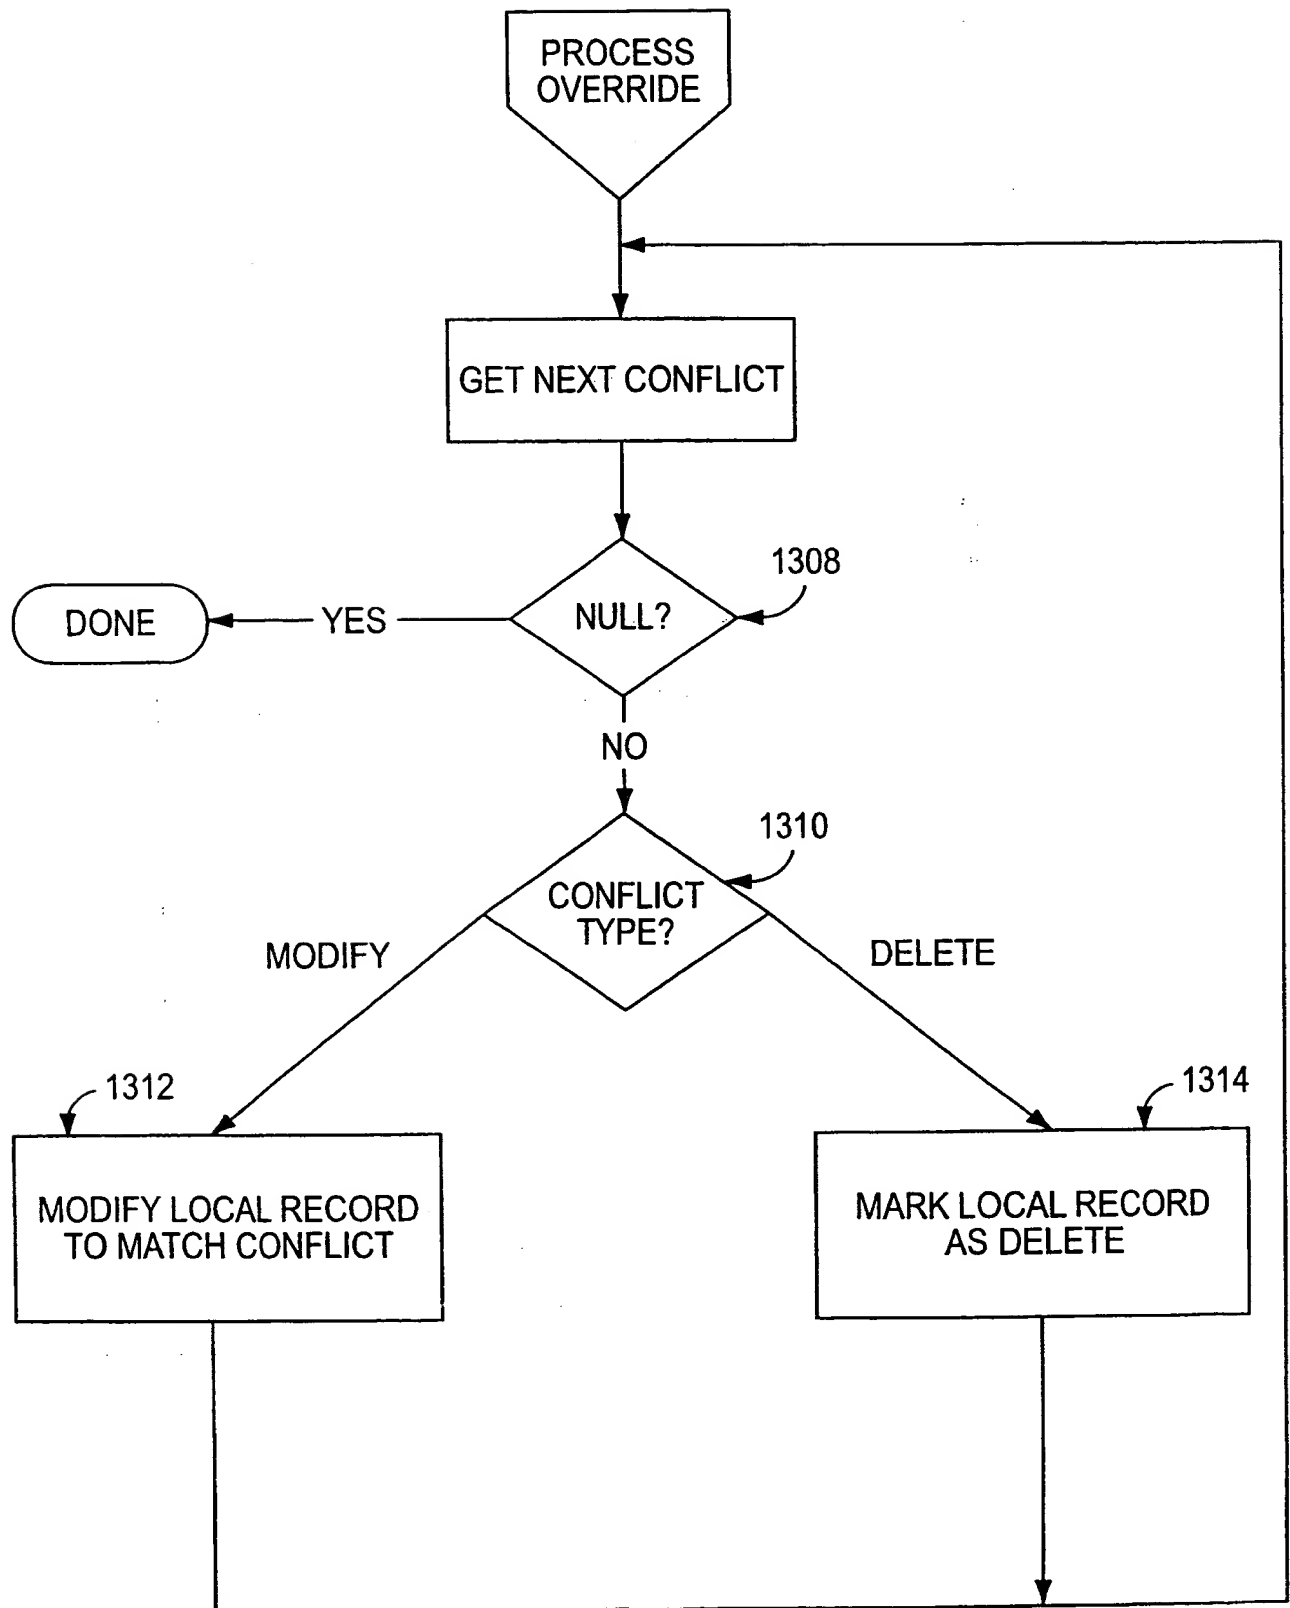 PROCESS
OVERRIDE
GET NEXT CONFLICT
1308
NULL?
YES
DONE
NO
1310
CONFLICT
TYPE?
MODIFY
DELETE
1312
1314
MODIFY LOCAL RECORD
TO MATCH CONFLICT
MARK LOCAL RECORD
AS DELETE